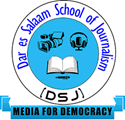 Dar es Salaam School of Journalism
(DSJ)
MEDIA FOR DEMOCRACY